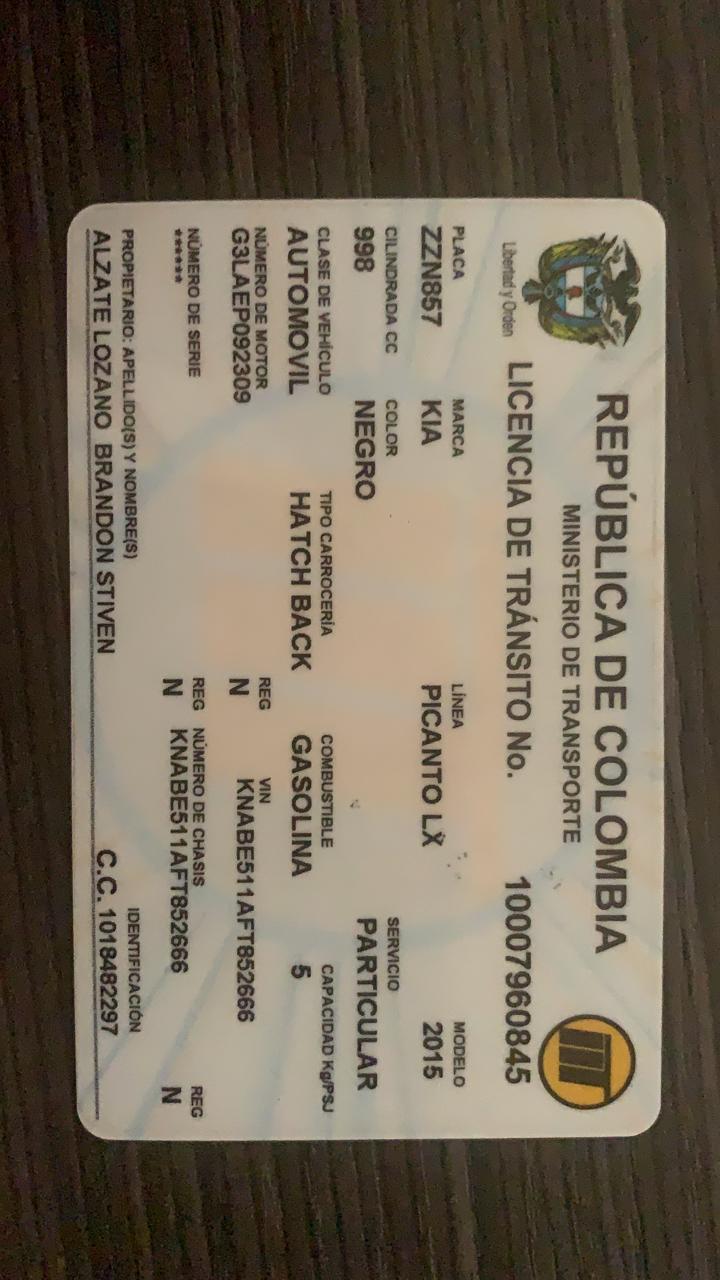 REPÚBLICA DE COLOMBIA
MINISTERIO DE TRANSPORTE
Libertad y Orden
LICENCIA DE TRÁNSITO No. 10007960845
PLACA MARCA LÍNEA MODELO
ZZN857 KIA PICANTO LX 2015
CILINDRADA CC COLOR SERVICIO
998 NEGRO PARTICULAR
CLASE DE VEHÍCULO TIPO CARROCERÍA COMBUSTIBLE CAPACIDAD Kg/PSJ
AUTOMOVIL HATCH BACK GASOLINA 5
NÚMERO DE MOTOR REG VIN
G3LAEP092309 N KNABE511AFT852666
NÚMERO DE SERIE REG NÚMERO DE CHASIS REG
****** N KNABE511AFT852666 N
PROPIETARIO: APELLIDO(S) Y NOMBRE(S) IDENTIFICACIÓN
ALZATE LOZANO BRANDON STIVEN C.C. 1018482297